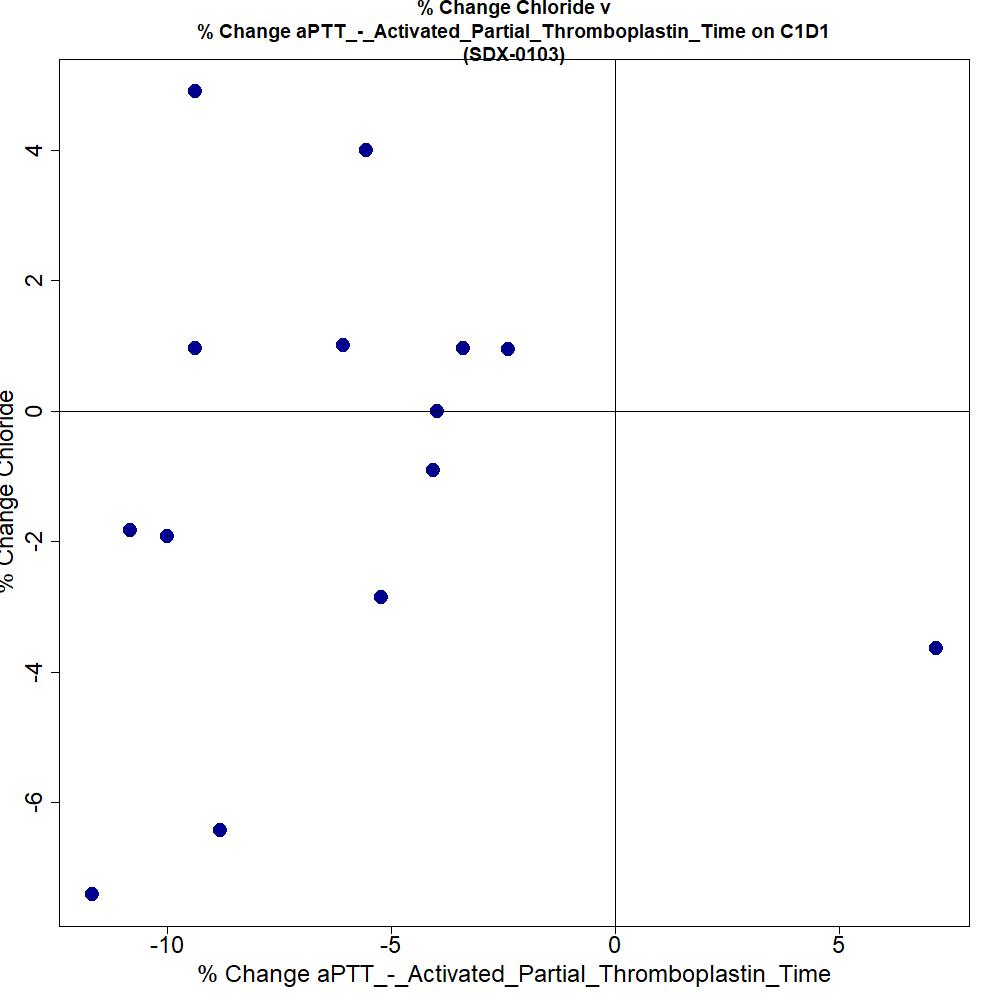 % Change Chloride v
% Change aPTT_-_Activated_Partial_Thromboplastin_Time on C1D1
(SDX-0103)
% Change Chloride
4
2
0
-2
-4
-6
-10
-5
0
5
% Change aPTT_-_Activated_Partial_Thromboplastin_Time